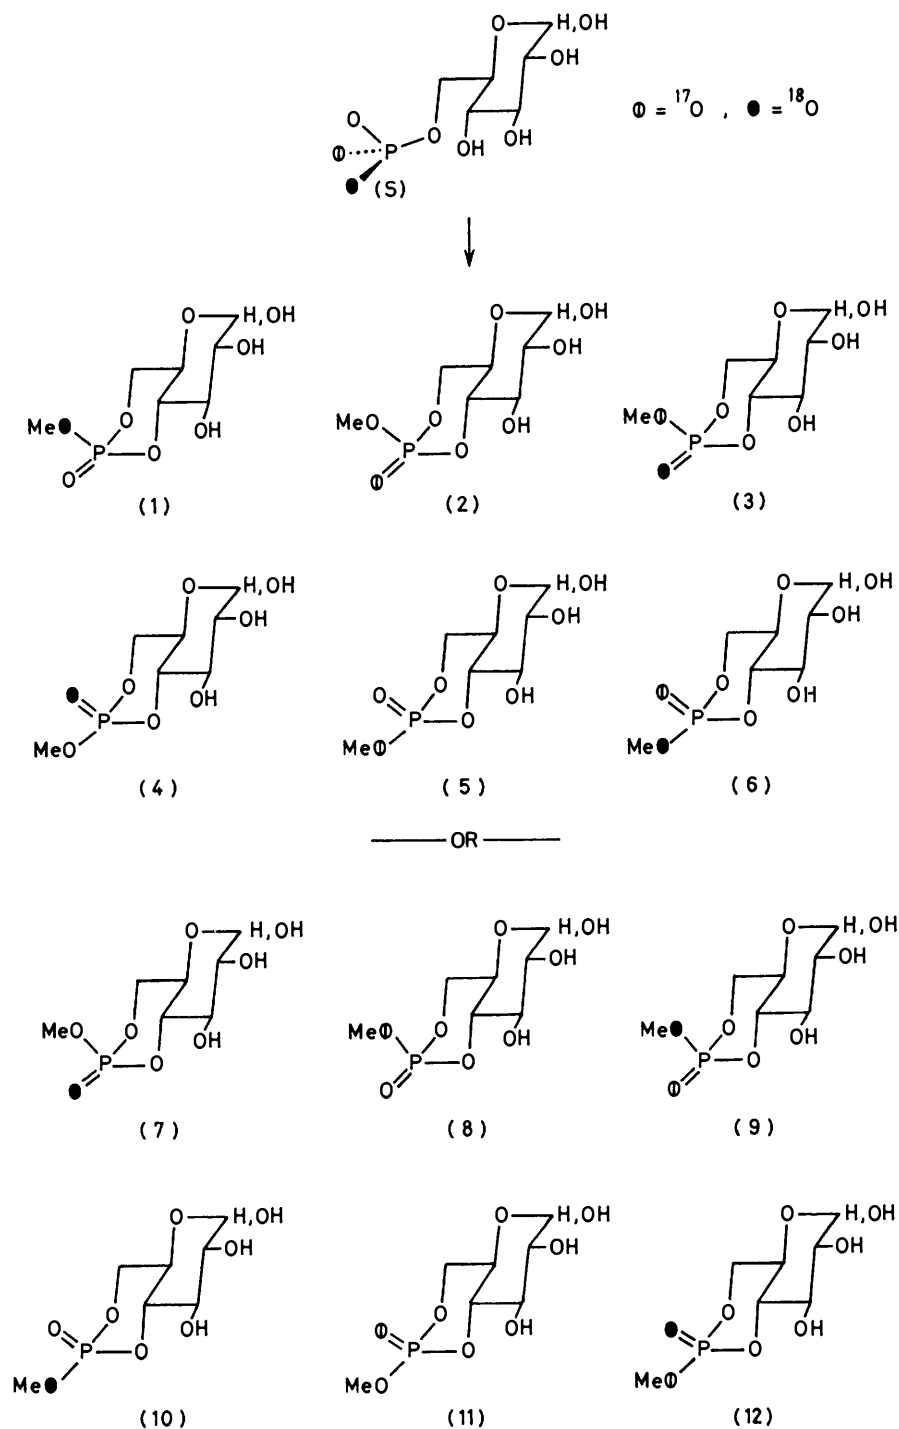 O H,OH
OH
⦶ = ¹⁷O , ● = ¹⁸O
O
⦶ P O OH OH
● (S)
O H,OH O H,OH O H,OH
OH OH OH
Me● O OH MeO O OH Me⦶ O OH
P O P O P O
O ⦶ ●
(1) (2) (3)
O H,OH O H,OH O H,OH
OH OH OH
● O OH O O OH ⦶ O OH
P O P O P O
MeO Me⦶ Me●
(4) (5) (6)
OR
O H,OH O H,OH O H,OH
OH OH OH
MeO O OH Me⦶ O OH Me● O OH
P O P O P O
● O ⦶
(7) (8) (9)
O H,OH O H,OH O H,OH
OH OH OH
O O OH ⦶ O OH ● O OH
P O P O P O
Me● MeO Me⦶
(10) (11) (12)